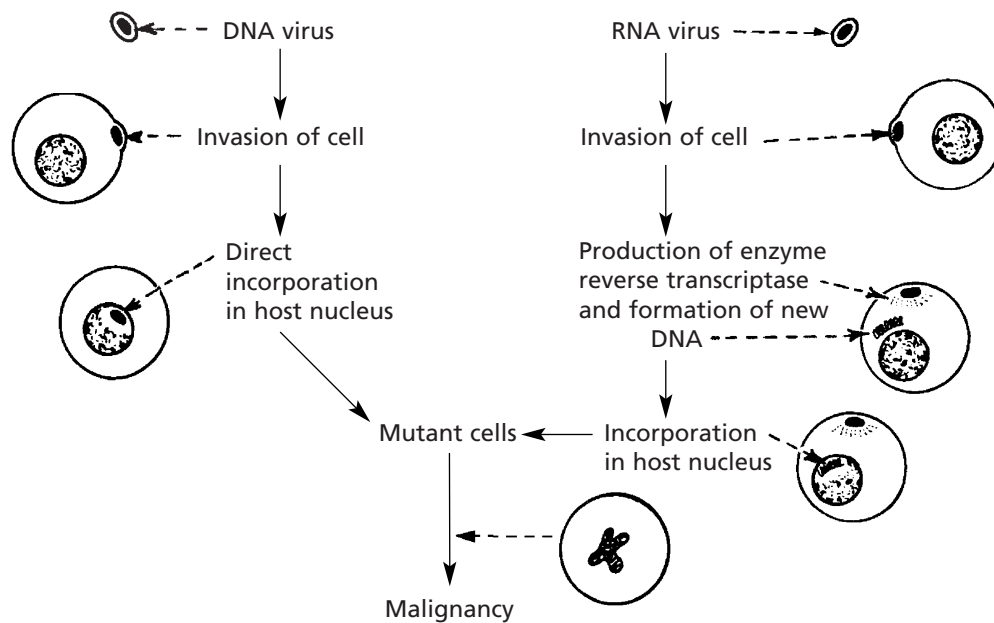 DNA virus
RNA virus
Invasion of cell
Invasion of cell
Direct
incorporation
in host nucleus
Production of enzyme
reverse transcriptase
and formation of new
DNA
Mutant cells
Incorporation
in host nucleus
Malignancy